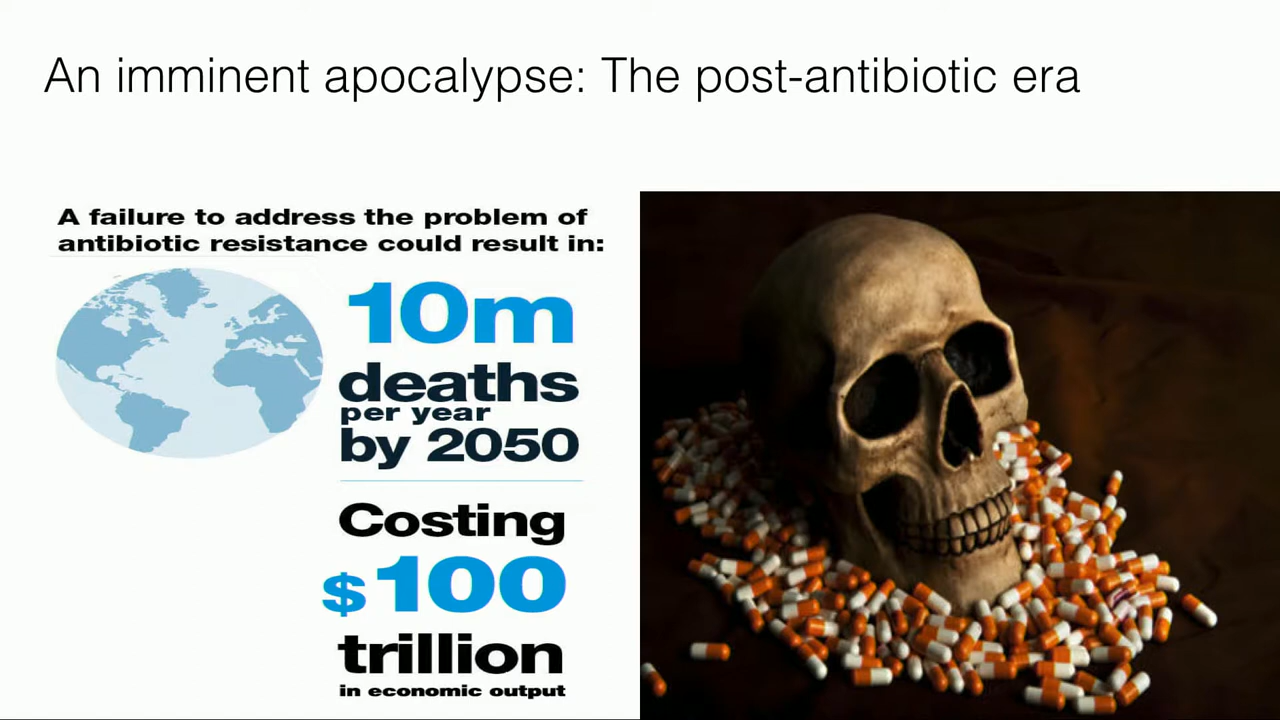 An imminent apocalypse: The post-antibiotic era
A failure to address the problem of
antibiotic resistance could result in:
10m
deaths
per year
by 2050
Costing
$100
trillion
in economic output